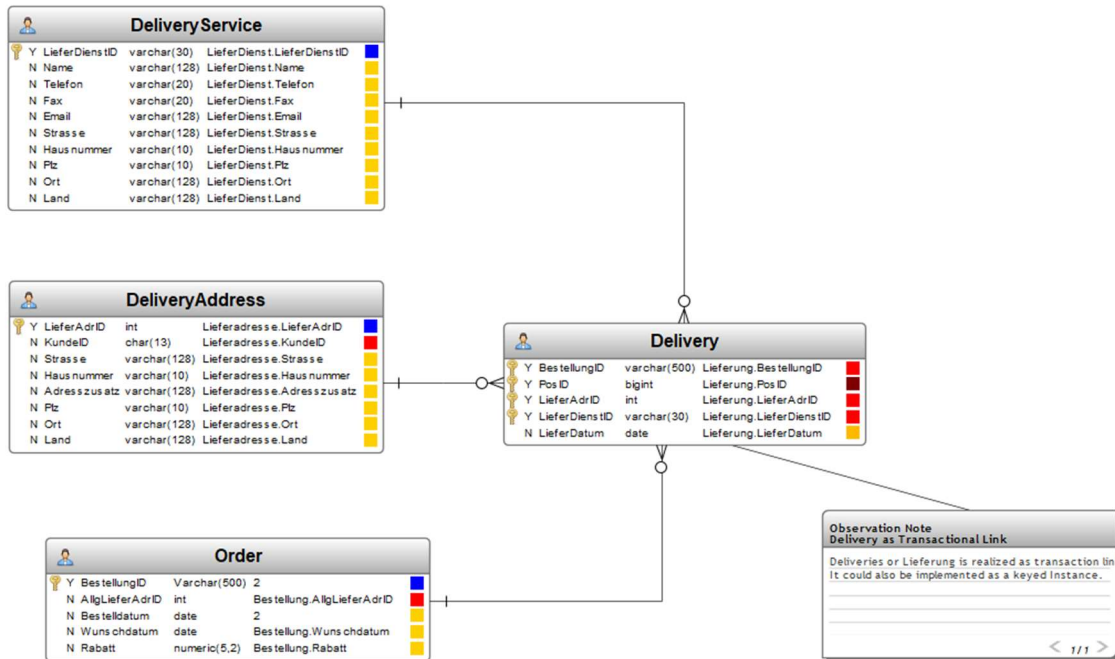 DeliveryService
Y LieferDienstID varchar(30) LieferDienst.LieferDienstID
N Name varchar(128) LieferDienst.Name
N Telefon varchar(20) LieferDienst.Telefon
N Fax varchar(20) LieferDienst.Fax
N Email varchar(128) LieferDienst.Email
N Strasse varchar(128) LieferDienst.Strasse
N Hausnummer varchar(10) LieferDienst.Hausnummer
N Plz varchar(10) LieferDienst.Plz
N Ort varchar(128) LieferDienst.Ort
N Land varchar(128) LieferDienst.Land
DeliveryAddress
Y LieferAdrID int Lieferadresse.LieferAdrID
N KundeID char(13) Lieferadresse.KundeID
N Strasse varchar(128) Lieferadresse.Strasse
N Hausnummer varchar(10) Lieferadresse.Hausnummer
N Adresszusatz varchar(128) Lieferadresse.Adresszusatz
N Plz varchar(10) Lieferadresse.Plz
N Ort varchar(128) Lieferadresse.Ort
N Land varchar(128) Lieferadresse.Land
Delivery
Y BestellungID varchar(500) Lieferung.BestellungID
Y PosID bigint Lieferung.PosID
Y LieferAdrID int Lieferung.LieferAdrID
Y LieferDienstID varchar(30) Lieferung.LieferDienstID
N LieferDatum date Lieferung.LieferDatum
Order
Y BestellungID Varchar(500) 2
N AllgLieferAdrID int Bestellung.AllgLieferAdrID
N Bestelldatum date 2
N Wunschdatum date Bestellung.Wunschdatum
N Rabatt numeric(5,2) Bestellung.Rabatt
Observation Note
Delivery as Transactional Link
Deliveries or Lieferung is realized as transaction lin
It could also be implemented as a keyed Instance.
< 1/1 >